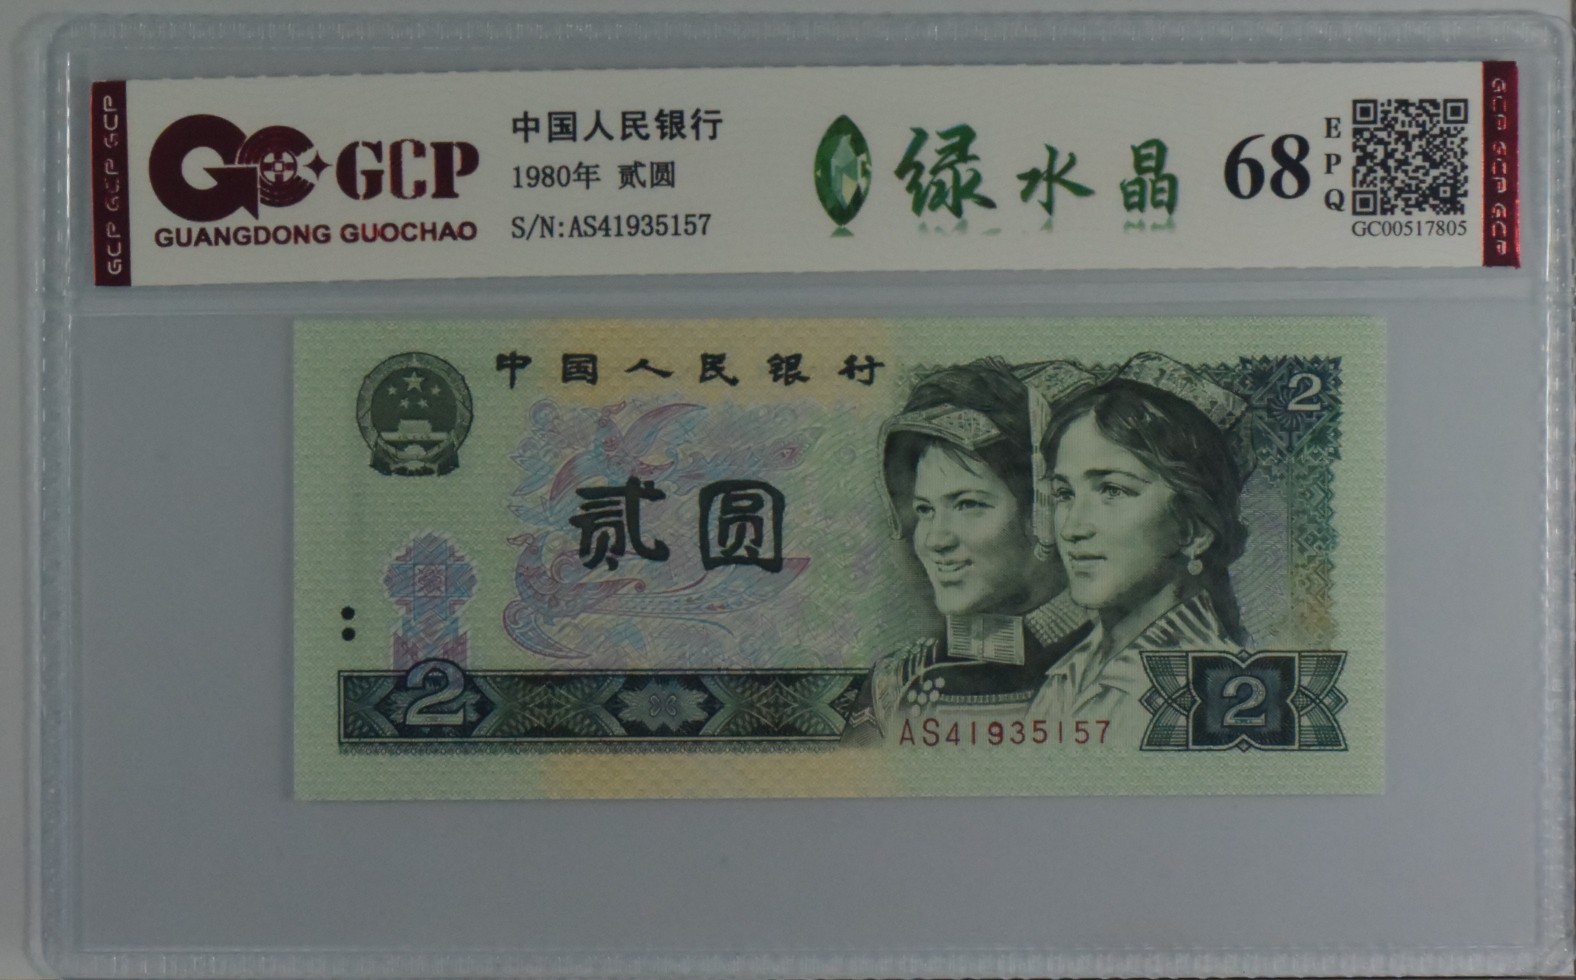 GCP GCP GCP
GCP
GUANGDONG GUOCHAO
中国人民银行
1980年 贰圆
S/N:AS41935157
绿水晶
68
EPQ
GC00517805
GCP GCP GCP GCP
中国人民银行
2
贰圆
2
2
AS41935157